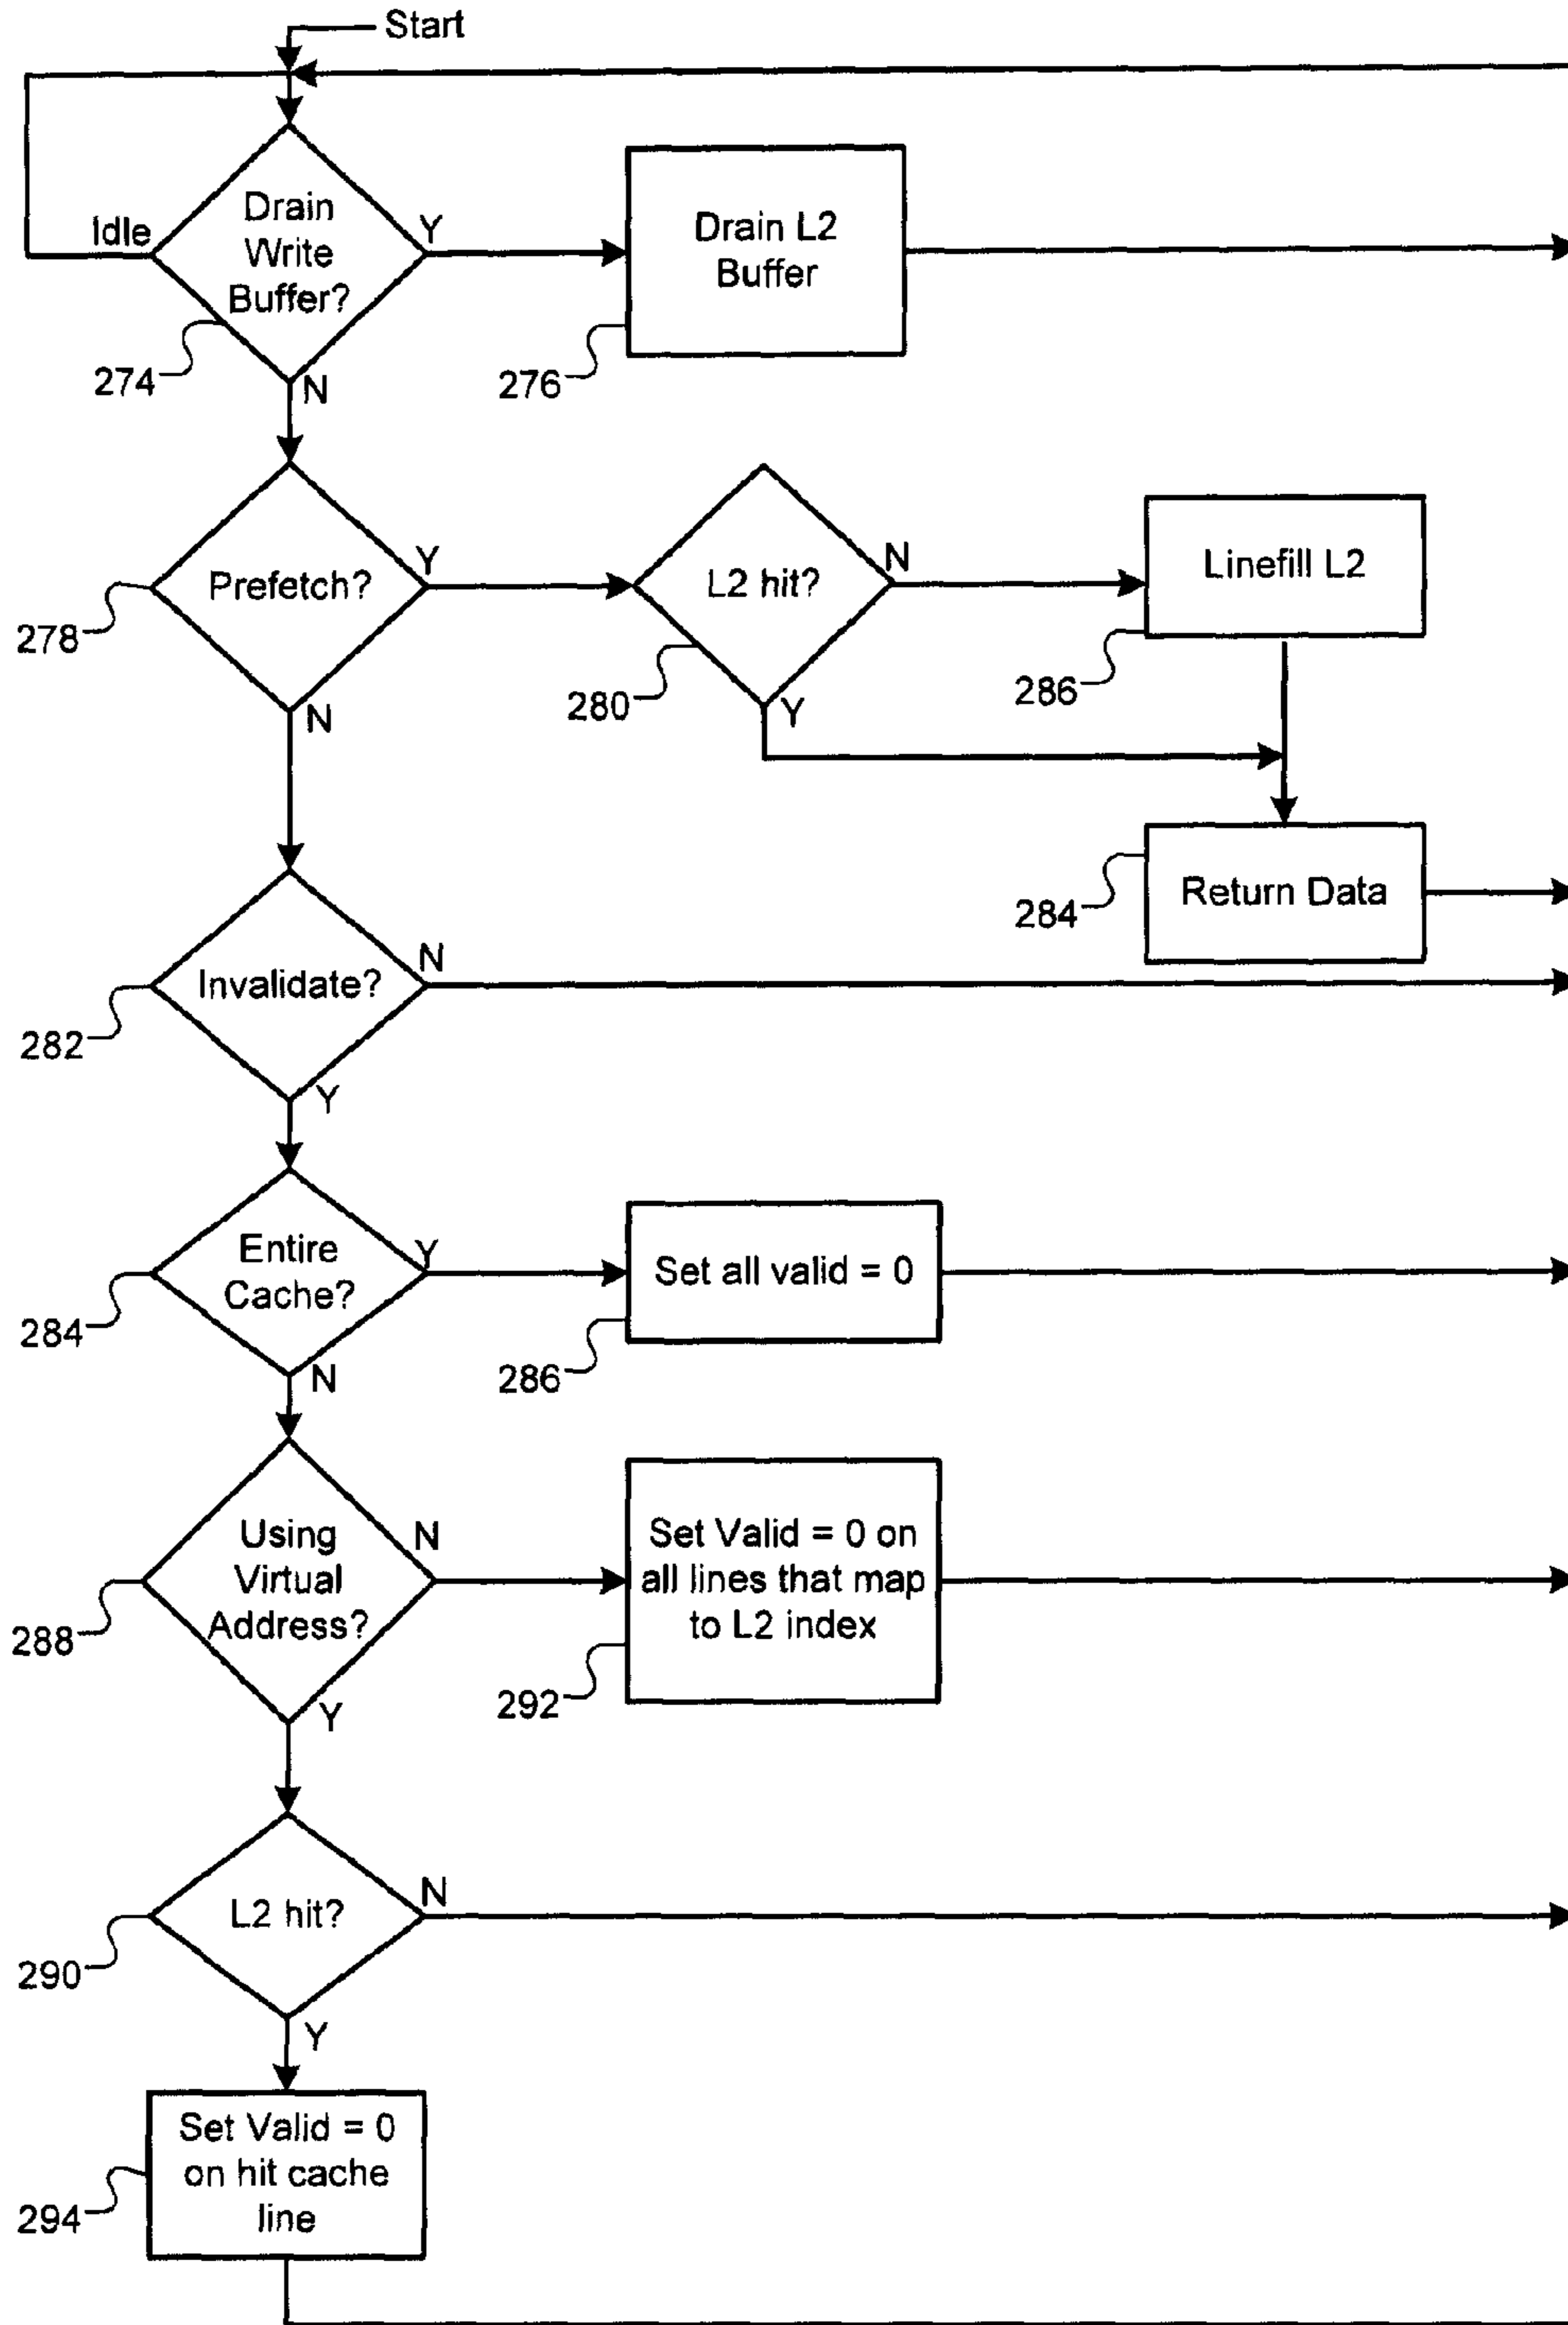 Start
Idle
Drain
Write
Buffer?
Y
N
274
Drain L2
Buffer
276
Prefetch?
Y
N
278
L2 hit?
N
Y
280
Linefill L2
286
Return Data
284
Invalidate?
N
Y
282
Entire
Cache?
Y
N
284
Set all valid = 0
286
Using
Virtual
Address?
N
Y
288
Set Valid = 0 on
all lines that map
to L2 index
292
L2 hit?
N
Y
290
Set Valid = 0
on hit cache
line
294